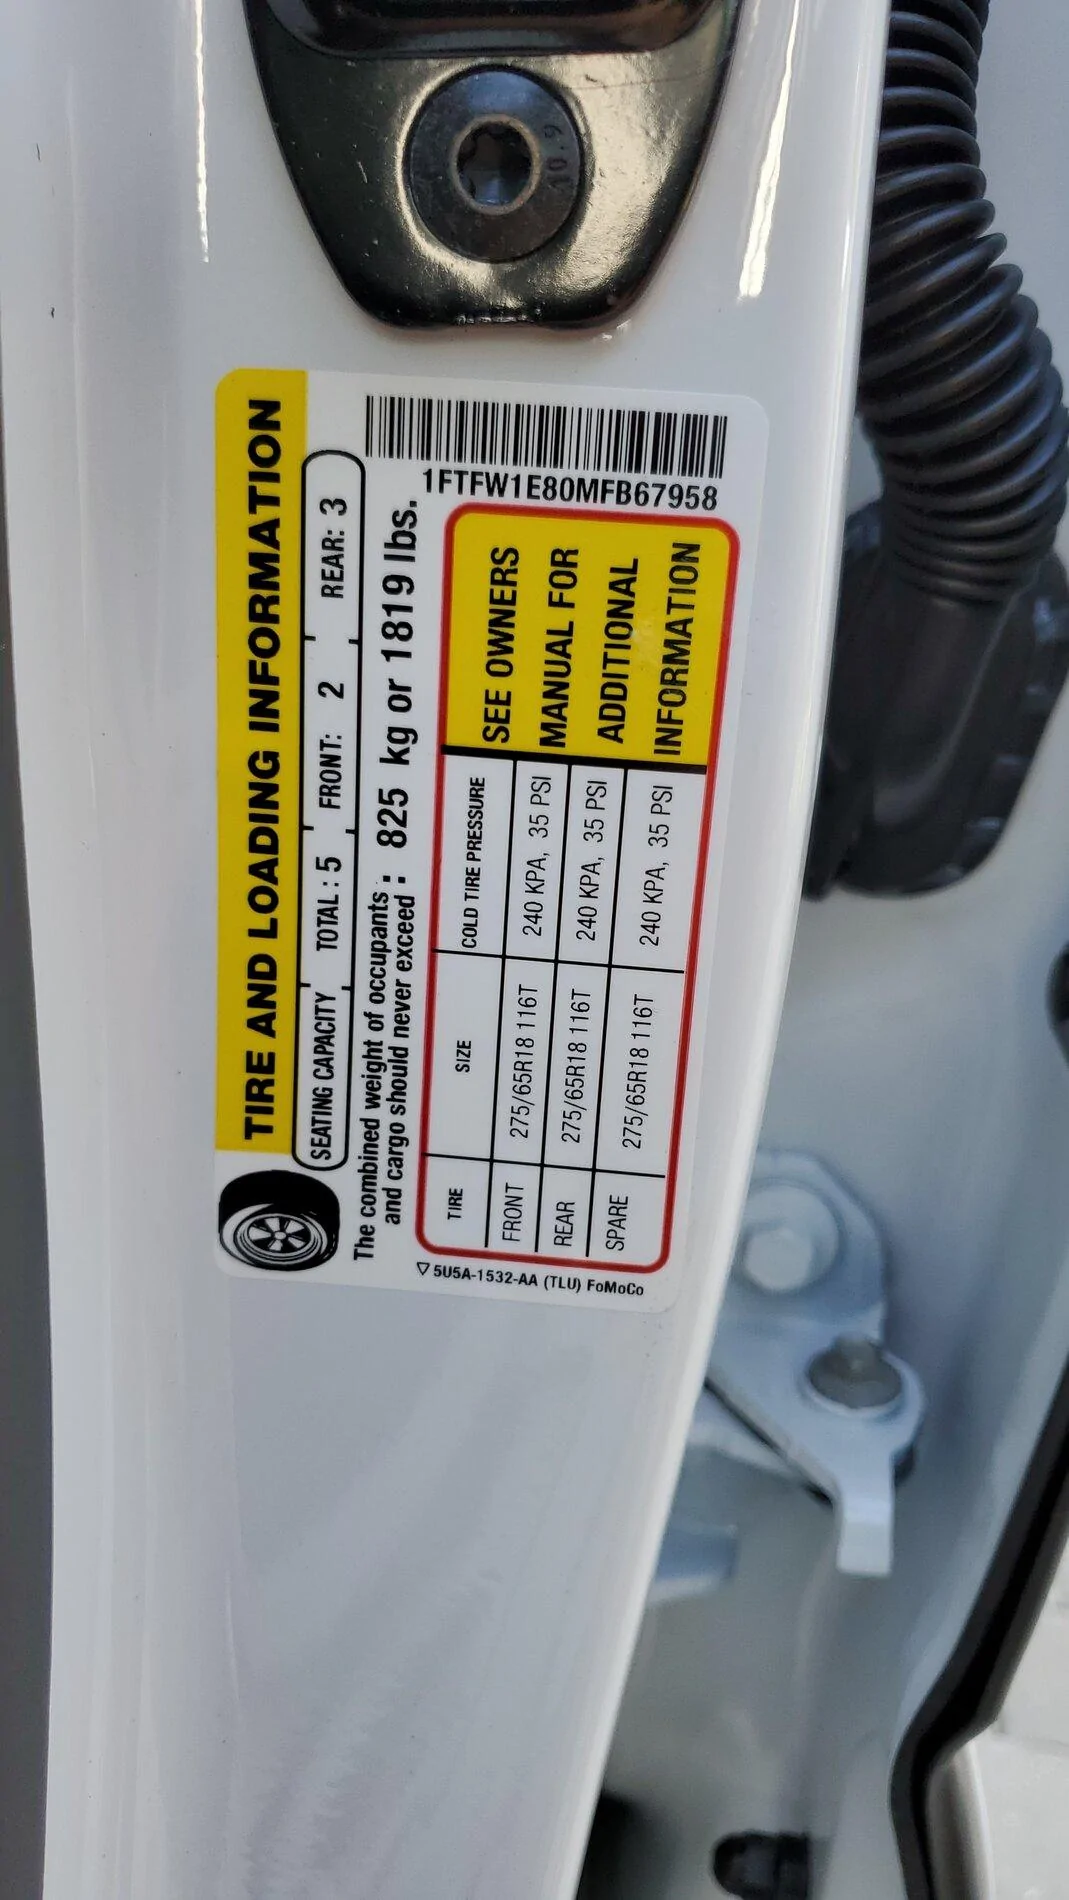 10.9
TIRE AND LOADING INFORMATION
SEATING CAPACITY TOTAL : 5 FRONT: 2 REAR: 3
The combined weight of occupants
and cargo should never exceed : 825 kg or 1819 lbs.
1FTFW1E80MFB67958
TIRE SIZE COLD TIRE PRESSURE
FRONT 275/65R18 116T 240 KPA, 35 PSI
REAR 275/65R18 116T 240 KPA, 35 PSI
SPARE 275/65R18 116T 240 KPA, 35 PSI
SEE OWNERS
MANUAL FOR
ADDITIONAL
INFORMATION
5U5A-1532-AA (TLU) FoMoCo